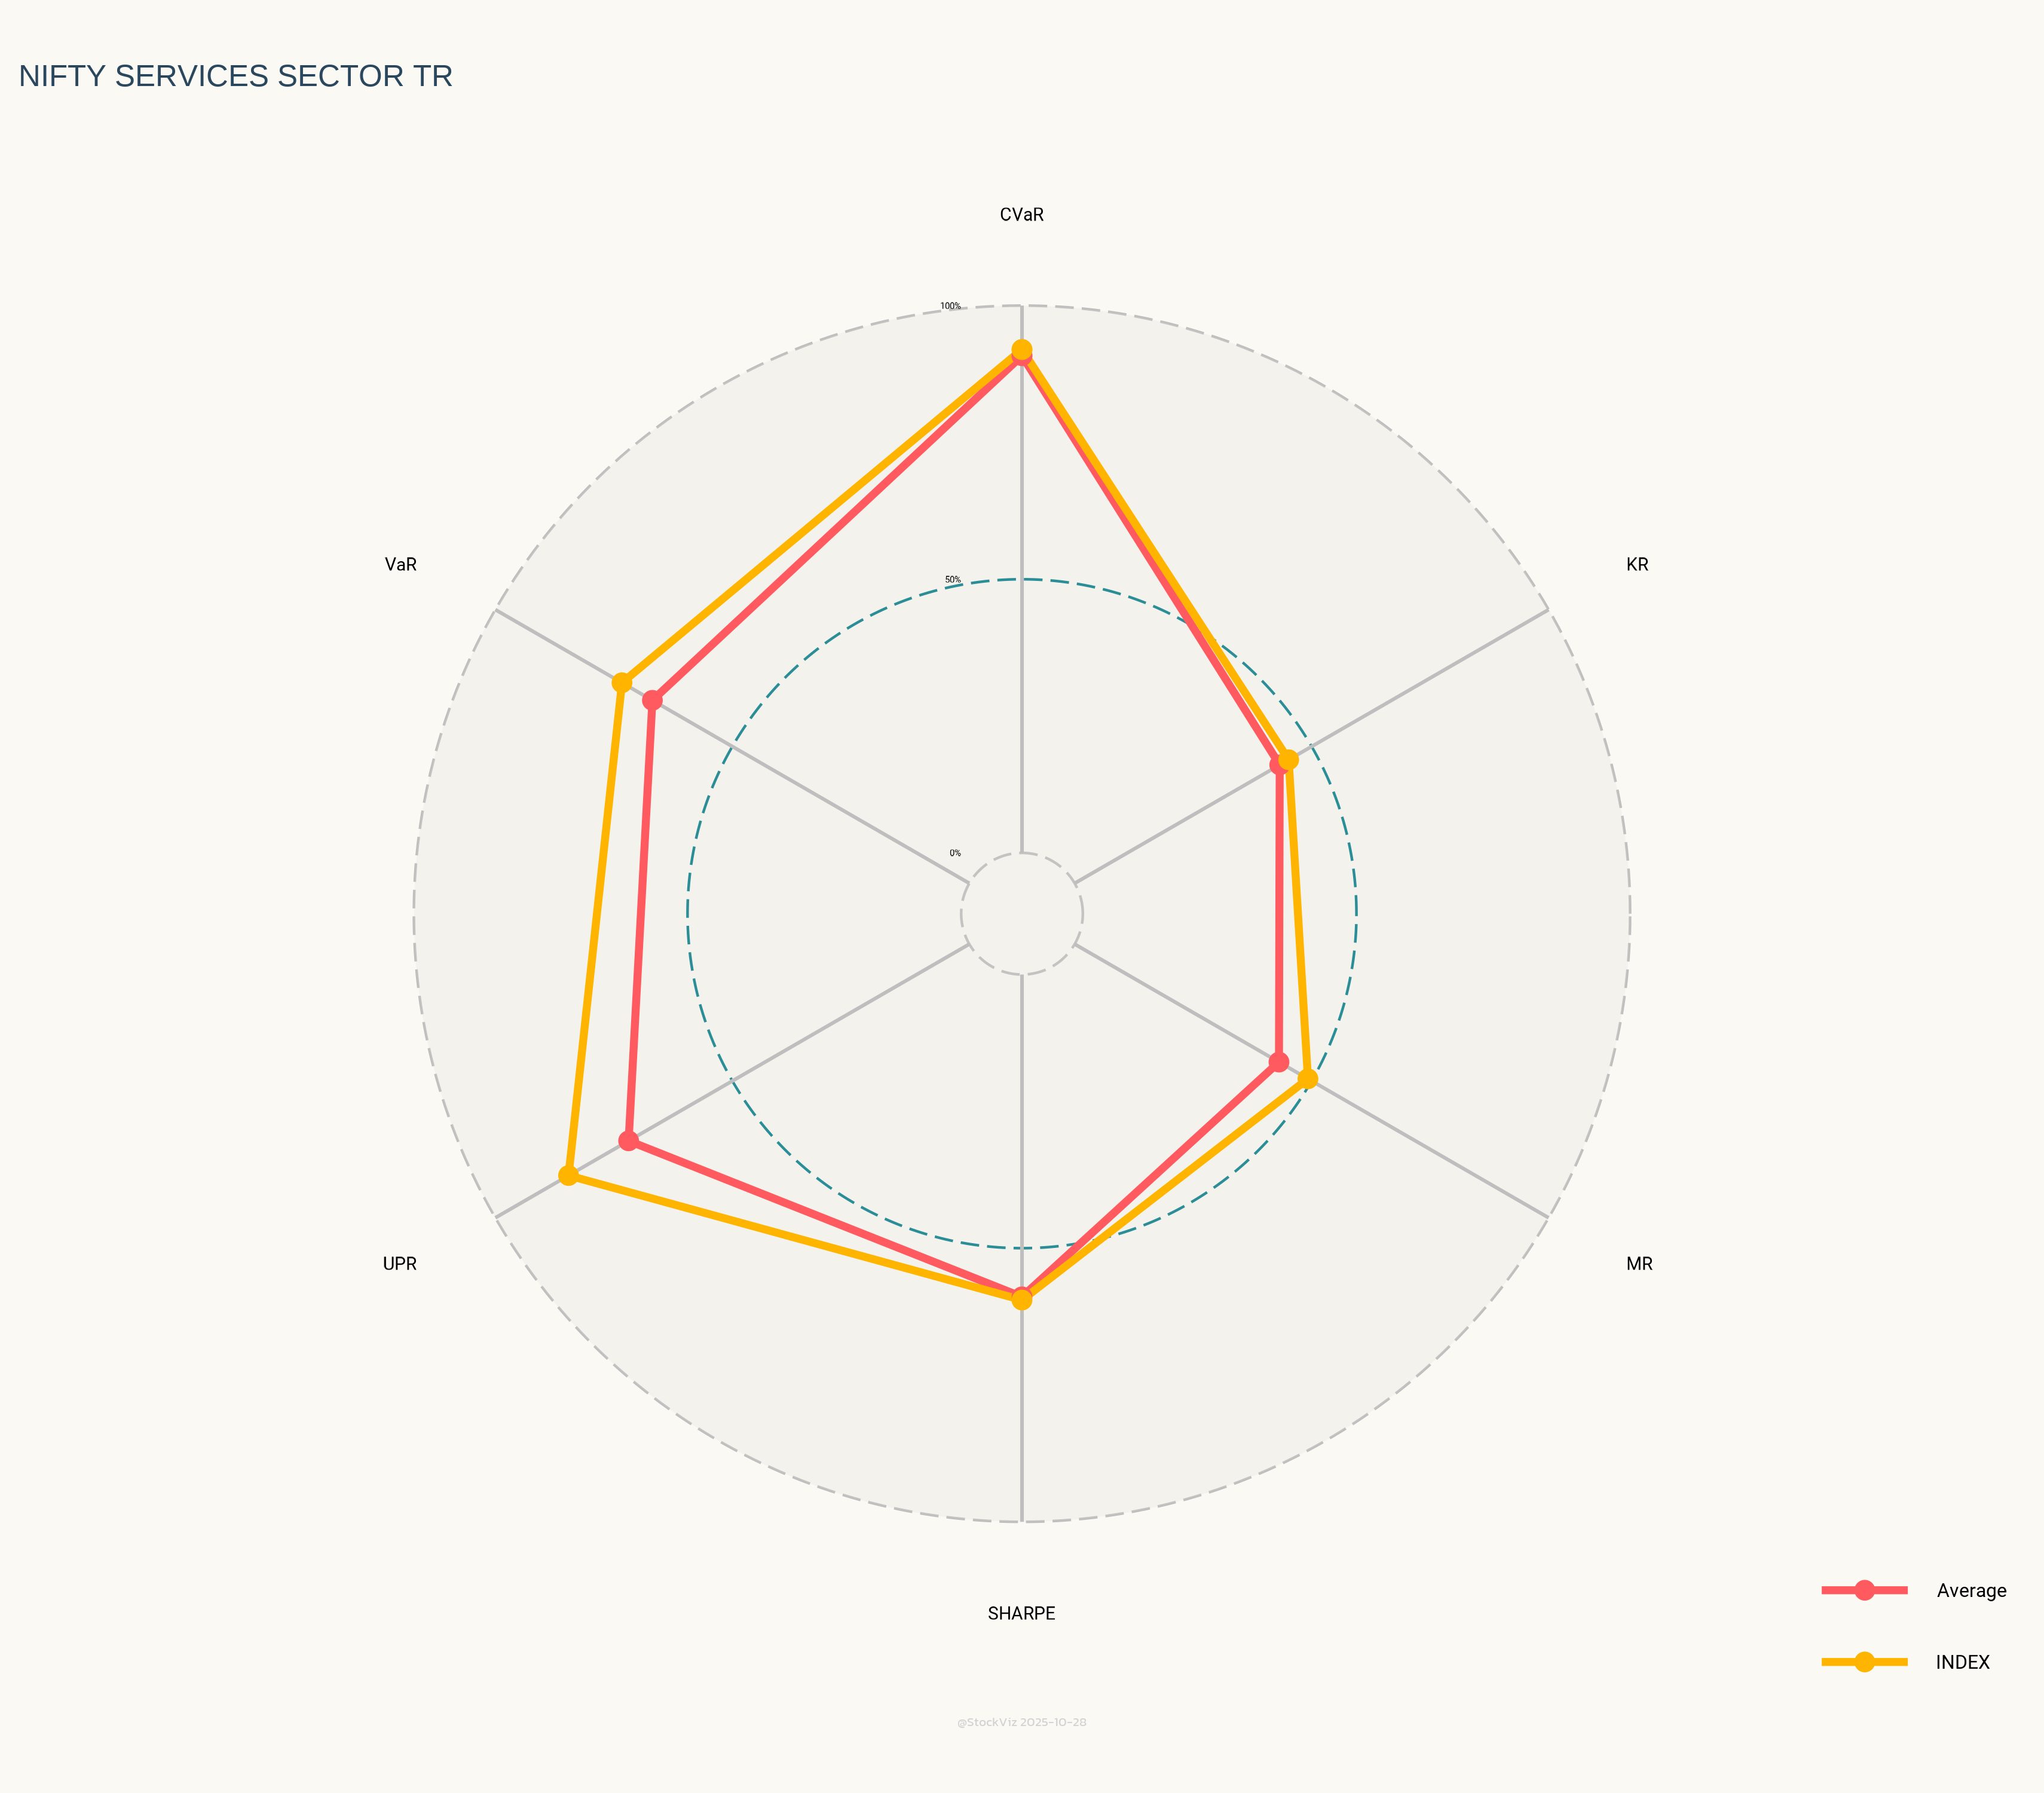 NIFTY SERVICES SECTOR TR
CVaR
100%
VaR
KR
50%
0%
UPR
MR
SHARPE
Average
INDEX
@StockViz 2025-10-28